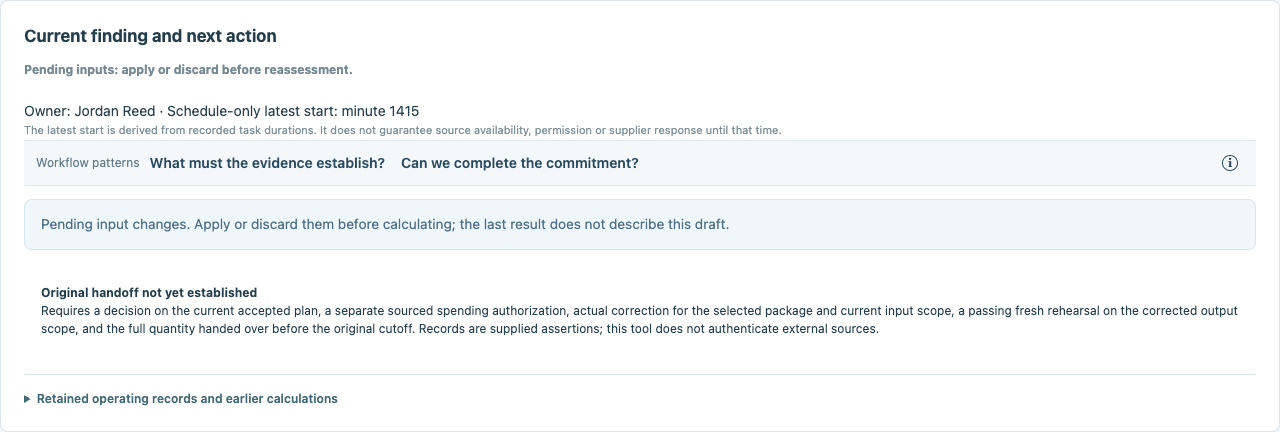 Current finding and next action
Pending inputs: apply or discard before reassessment.
Owner: Jordan Reed · Schedule-only latest start: minute 1415
The latest start is derived from recorded task durations. It does not guarantee source availability, permission or supplier response until that time.
Workflow patterns What must the evidence establish? Can we complete the commitment?
Pending input changes. Apply or discard them before calculating; the last result does not describe this draft.
Original handoff not yet established
Requires a decision on the current accepted plan, a separate sourced spending authorization, actual correction for the selected package and current input scope, a passing fresh rehearsal on the corrected output
scope, and the full quantity handed over before the original cutoff. Records are supplied assertions; this tool does not authenticate external sources.
Retained operating records and earlier calculations